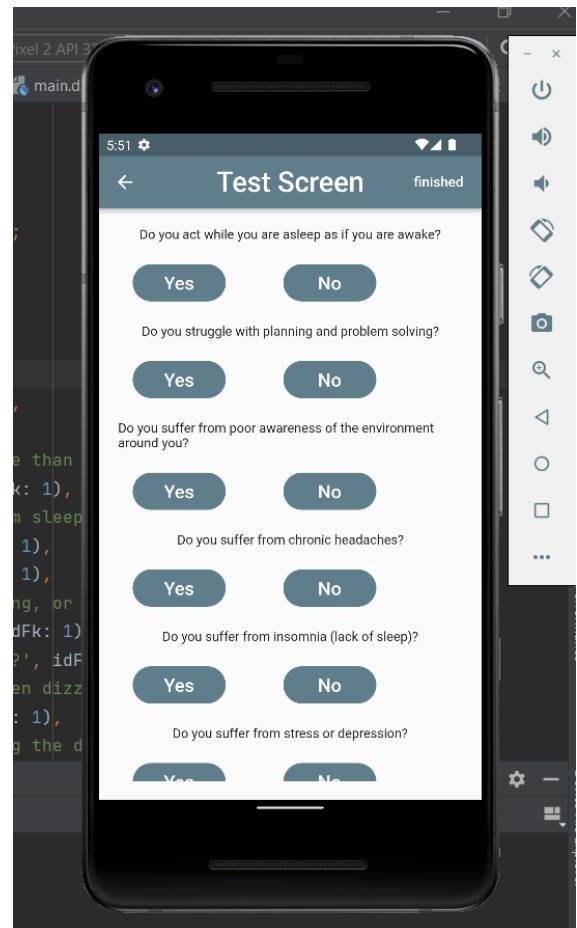 Pixel 2 API 3
main.d
5:51
Test Screen
finished
Do you act while you are asleep as if you are awake?
Yes No
Do you struggle with planning and problem solving?
Yes No
Do you suffer from poor awareness of the environment
around you?
Yes No
Do you suffer from chronic headaches?
Yes No
Do you suffer from insomnia (lack of sleep)?
Yes No
Do you suffer from stress or depression?
Yes No
;
,
,
e than
k: 1),
m sleep
1),
1),
ng, or
dFk: 1)
?', idF
en dizz
: 1),
g the d